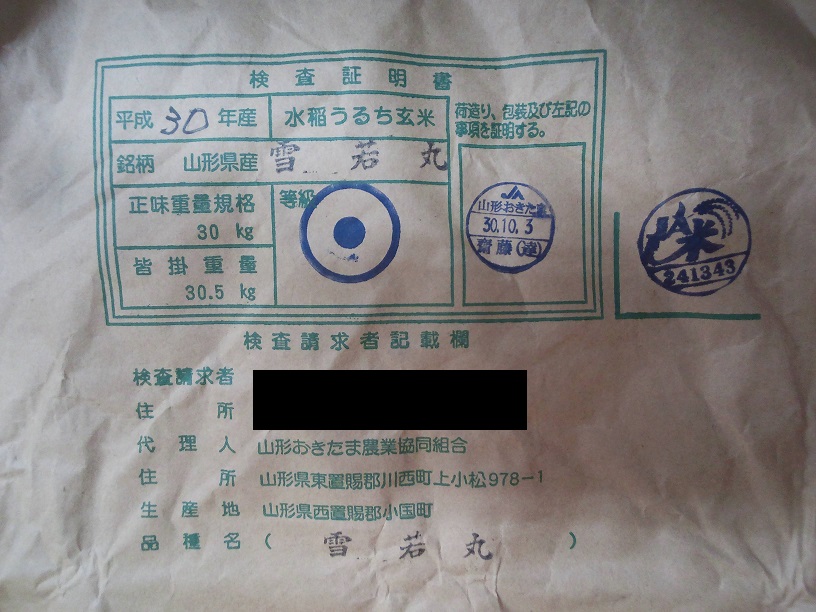 検査証明書
平成30年産 水稲うるち玄米
銘柄 山形県産 雪若丸
正味重量規格
30 kg
皆掛重量
30.5 kg
等級
荷造り、包装及び左記の
事項を証明する。
JA
山形おきたま
30.10.3
齋藤(達)
JA米
241343
検査請求者記載欄
検査請求者
住所
代理人 山形おきたま農業協同組合
住所 山形県東置賜郡川西町上小松978-1
生産地 山形県西置賜郡小国町
品種名 ( 雪若丸 )